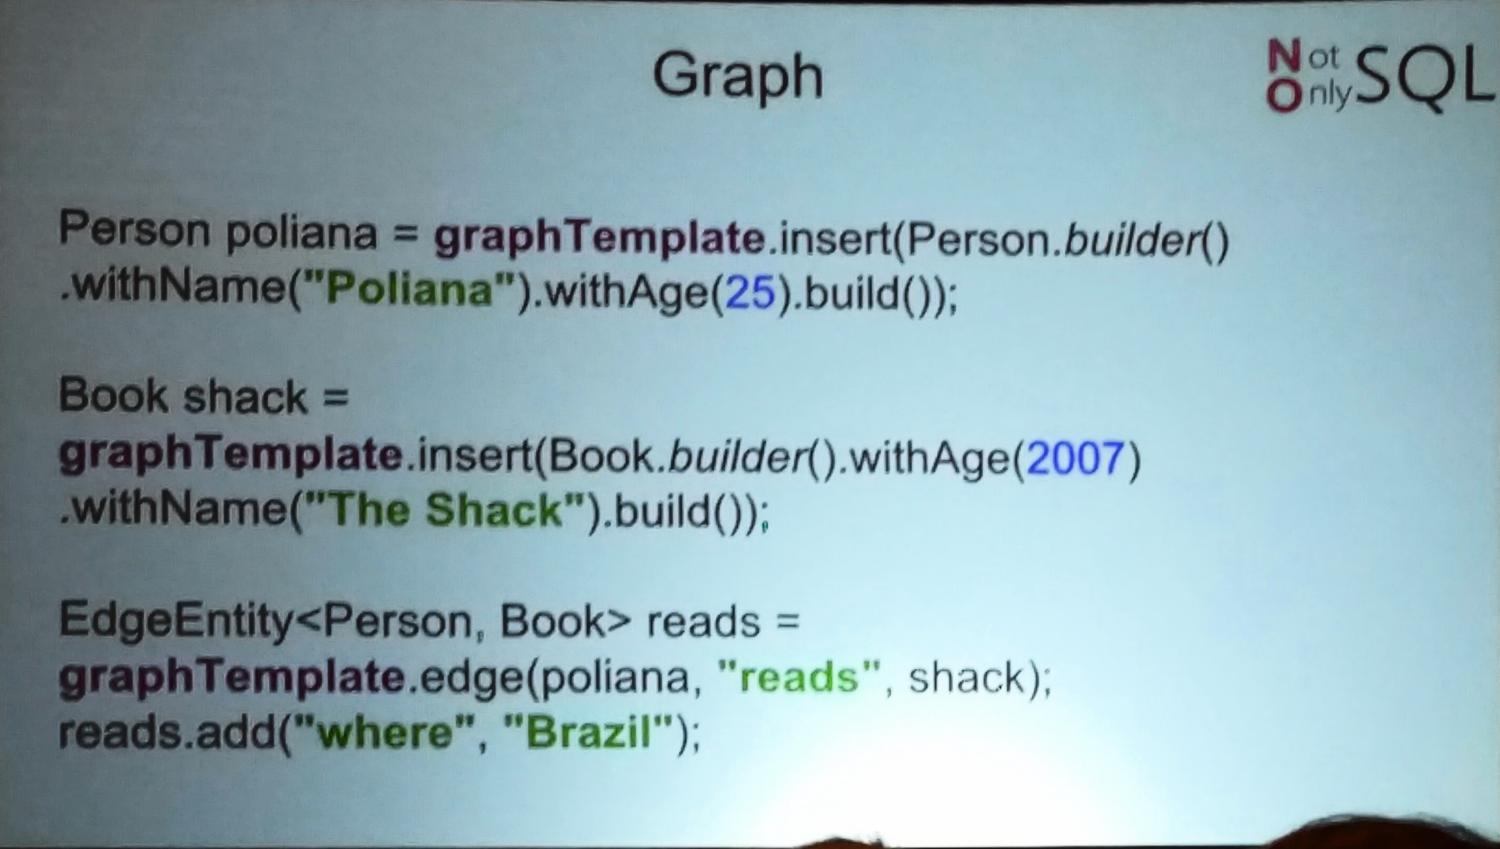 Graph
Not Only SQL
Person poliana = graphTemplate.insert(Person.builder()
.withName("Poliana").withAge(25).build());
Book shack =
graphTemplate.insert(Book.builder().withAge(2007)
.withName("The Shack").build());
EdgeEntity<Person, Book> reads =
graphTemplate.edge(poliana, "reads", shack);
reads.add("where", "Brazil");